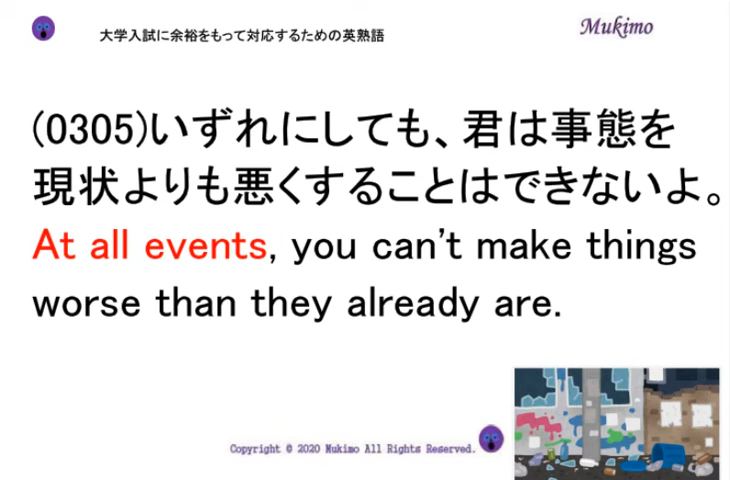 大学入試に余裕をもって対応するための英熟語
Mukimo
(0305)いずれにしても、君は事態を
現状よりも悪くすることはできないよ。
At all events, you can't make things
worse than they already are.
Copyright © 2020 Mukimo All Rights Reserved.